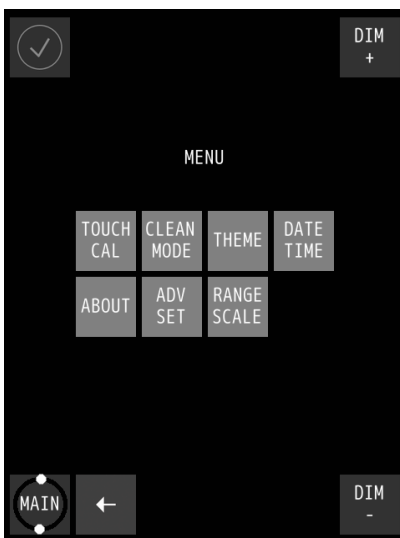 DIM
+
MENU
TOUCH
CAL
CLEAN
MODE
THEME
DATE
TIME
ABOUT
ADV
SET
RANGE
SCALE
MAIN
←
DIM
-